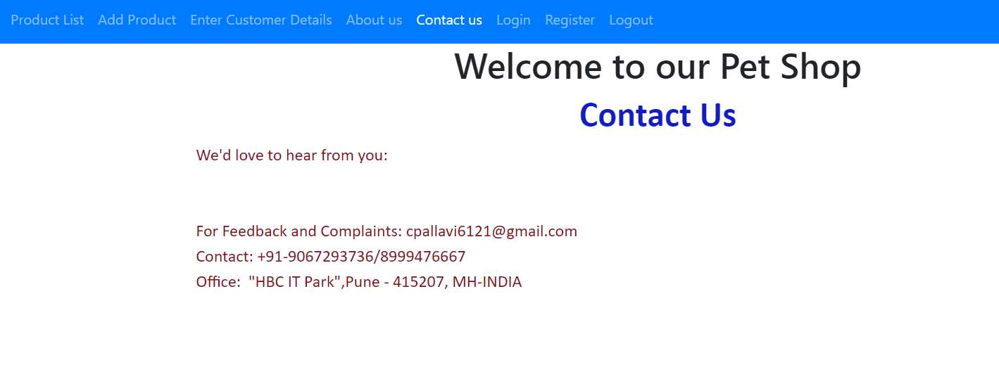 Product List Add Product Enter Customer Details About us Contact us Login Register Logout
Welcome to our Pet Shop
Contact Us
We'd love to hear from you:
For Feedback and Complaints: cpallavi6121@gmail.com
Contact: +91-9067293736/8999476667
Office:  "HBC IT Park",Pune - 415207, MH-INDIA